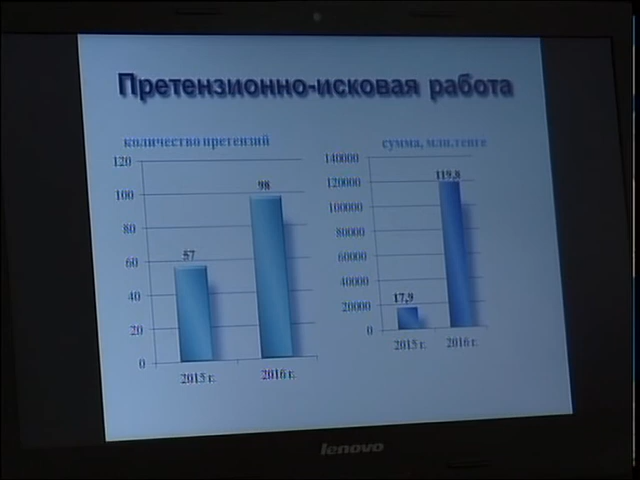 Претензионно-исковая работа
количество претензий
120
100
80
60
40
20
0
57
98
2015 г.
2016 г.
сумма, млн.тенге
140000
120000
100000
80000
60000
40000
20000
0
17,9
119,8
2015 г.
2016 г.
lenovo